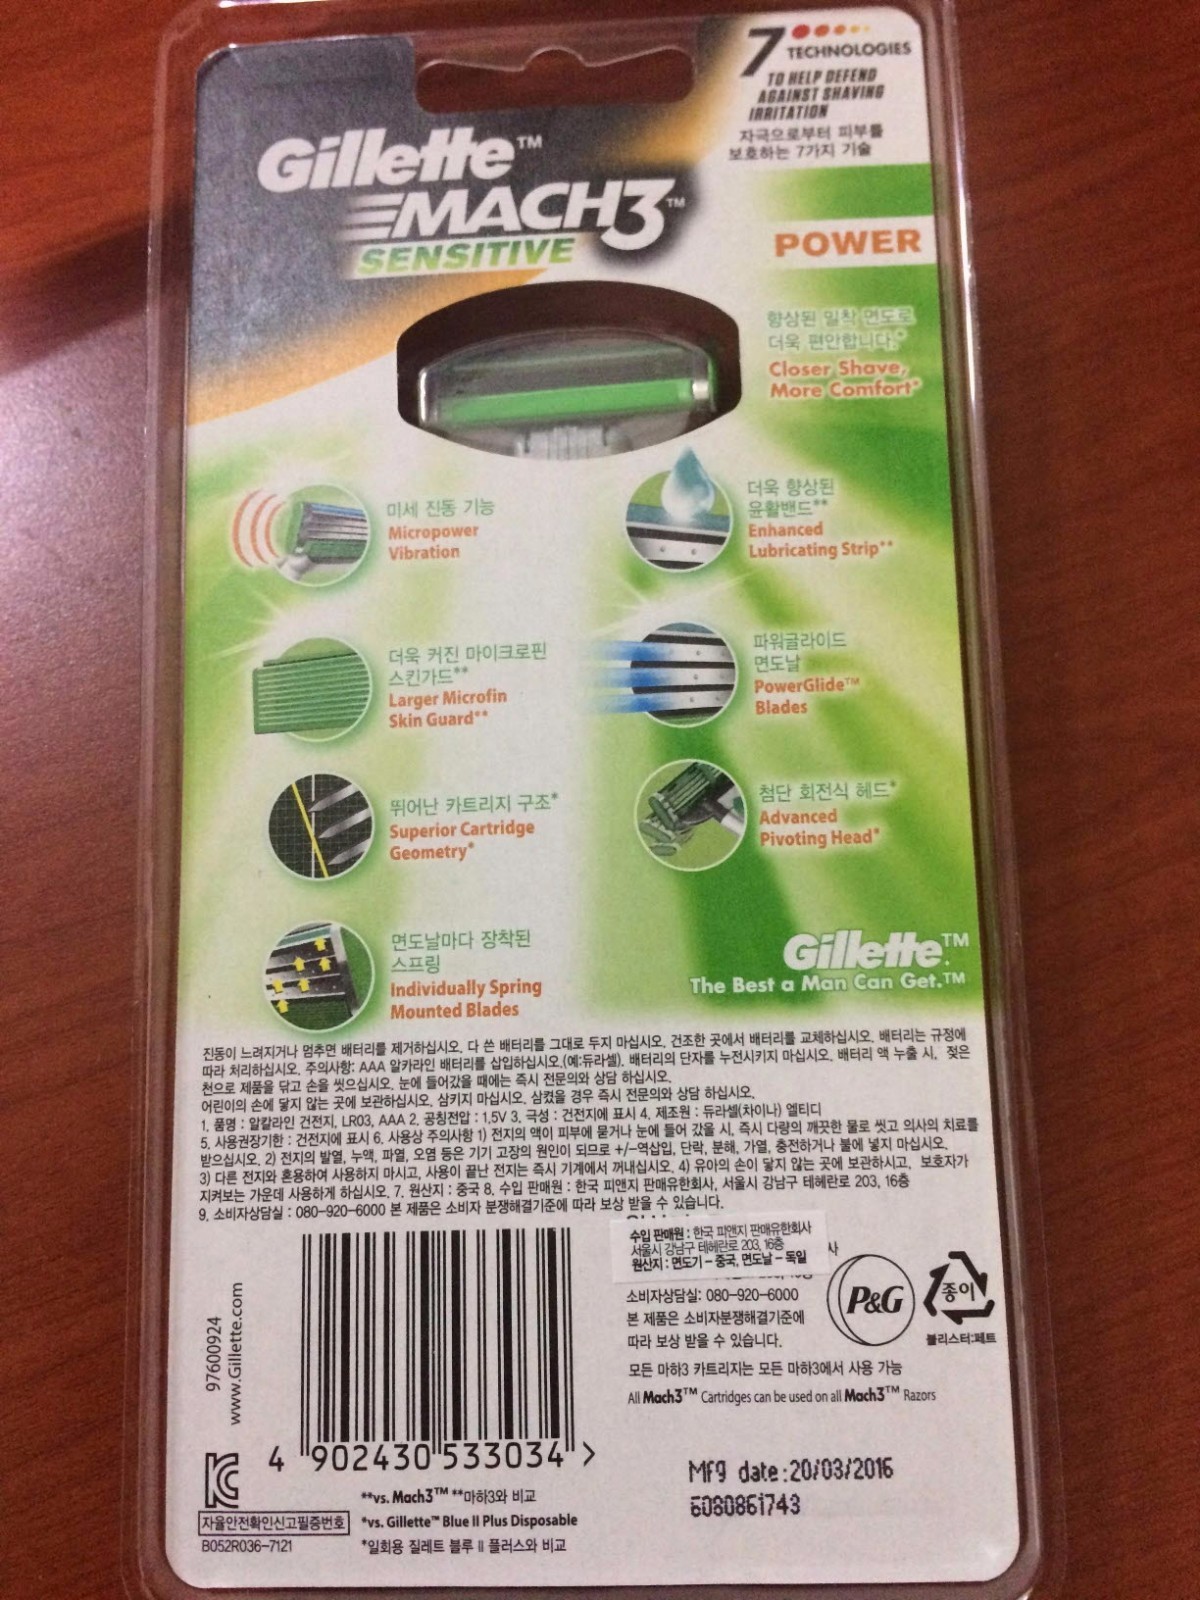 7 TECHNOLOGIES
TO HELP DEFEND
AGAINST SHAVING
IRRITATION
자극으로부터 피부를
보호하는 7가지 기술
Gillette™
MACH3™
SENSITIVE
POWER
향상된 밀착 면도로
더욱 편안합니다.*
Closer Shave,
More Comfort*
미세 진동 기능
Micropower
Vibration
더욱 향상된
윤활밴드**
Enhanced
Lubricating Strip**
더욱 커진 마이크로핀
스킨가드**
Larger Microfin
Skin Guard**
파워글라이드
면도날
PowerGlide™
Blades
뛰어난 카트리지 구조*
Superior Cartridge
Geometry*
첨단 회전식 헤드*
Advanced
Pivoting Head*
면도날마다 장착된
스프링
Individually Spring
Mounted Blades
Gillette™.
The Best a Man Can Get.™
진동이 느려지거나 멈추면 배터리를 제거하십시오. 다 쓴 배터리를 그대로 두지 마십시오. 건조한 곳에서 배터리를 교체하십시오. 배터리는 규정에
따라 처리하십시오. 주의사항: AAA 알카라인 배터리를 삽입하십시오.(예:듀라셀). 배터리의 단자를 누전시키지 마십시오. 배터리 액 누출 시, 젖은
천으로 제품을 닦고 손을 씻으십시오. 눈에 들어갔을 때에는 즉시 전문의와 상담 하십시오.
어린이의 손에 닿지 않는 곳에 보관하십시오. 삼키지 마십시오. 삼켰을 경우 즉시 전문의와 상담 하십시오.
1. 품명 : 알칼라인 건전지, LR03, AAA 2. 공칭전압 : 1.5V 3. 극성 : 건전지에 표시 4. 제조원 : 듀라셀(차이나) 엘티디
5. 사용권장기한 : 건전지에 표시 6. 사용상 주의사항 1) 전지의 액이 피부에 묻거나 눈에 들어 갔을 시, 즉시 다량의 깨끗한 물로 씻고 의사의 치료를
받으십시오. 2) 전지의 발열, 누액, 파열, 오염 등은 기기 고장의 원인이 되므로 +/-역삽입, 단락, 분해, 가열, 충전하거나 불에 넣지 마십시오.
3) 다른 전지와 혼용하여 사용하지 마시고, 사용이 끝난 전지는 즉시 기계에서 꺼내십시오. 4) 유아의 손이 닿지 않는 곳에 보관하시고, 보호자가
지켜보는 가운데 사용하게 하십시오. 7. 원산지 : 중국 8. 수입 판매원 : 한국 피앤지 판매유한회사, 서울시 강남구 테헤란로 203, 16층
9. 소비자상담실 : 080-920-6000 본 제품은 소비자 분쟁해결기준에 따라 보상 받을 수 있습니다.
수입 판매원 : 한국 피앤지 판매유한회사
서울시 강남구 테헤란로 203, 16층
원산지 : 면도기 – 중국, 면도날 – 독일
사
소비자상담실: 080-920-6000
본 제품은 소비자분쟁해결기준에
따라 보상 받을 수 있습니다.
P&G
종이
블리스터:페트
모든 마하3 카트리지는 모든 마하3에서 사용 가능
All Mach3™ Cartridges can be used on all Mach3™ Razors
97600924
www.Gillette.com
4 902430 533034 >
Mfg date:20/03/2016
6080861743
**vs. Mach3™ **마하3와 비교
*vs. Gillette™ Blue II Plus Disposable
*일회용 질레트 블루 II 플러스와 비교
자율안전확인신고필증번호
B052R036-7121